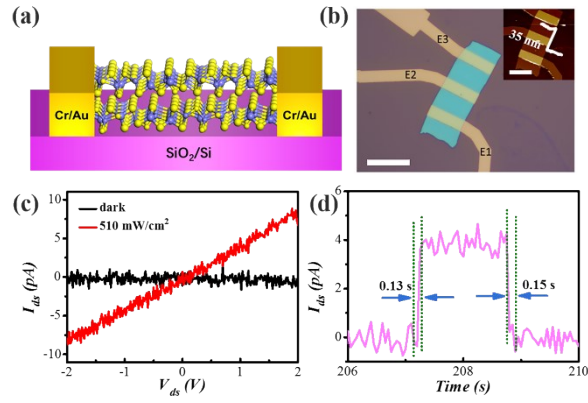 (a)
Cr/Au
Cr/Au
SiO2/Si
(b)
E3
E2
E1
35 nm
(c)
dark
510 mW/cm²
Ids (pA)
10
5
0
-5
-10
-2
-1
0
1
2
Vds (V)
(d)
Ids (pA)
6
4
2
0
0.13 s
0.15 s
206
208
210
Time (s)